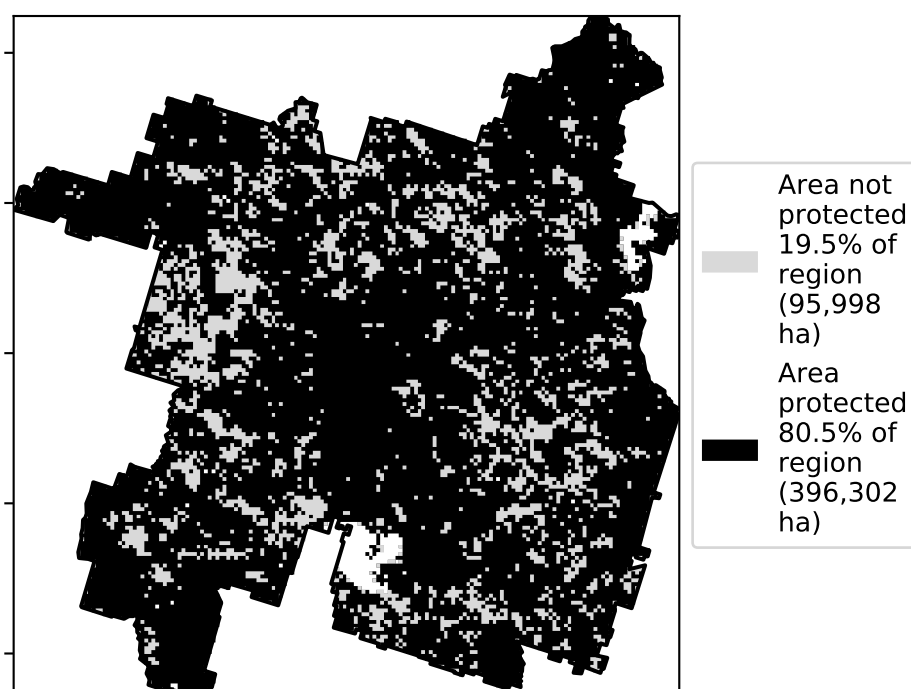 Area not
protected
19.5% of
region
(95,998
ha)
Area
protected
80.5% of
region
(396,302
ha)